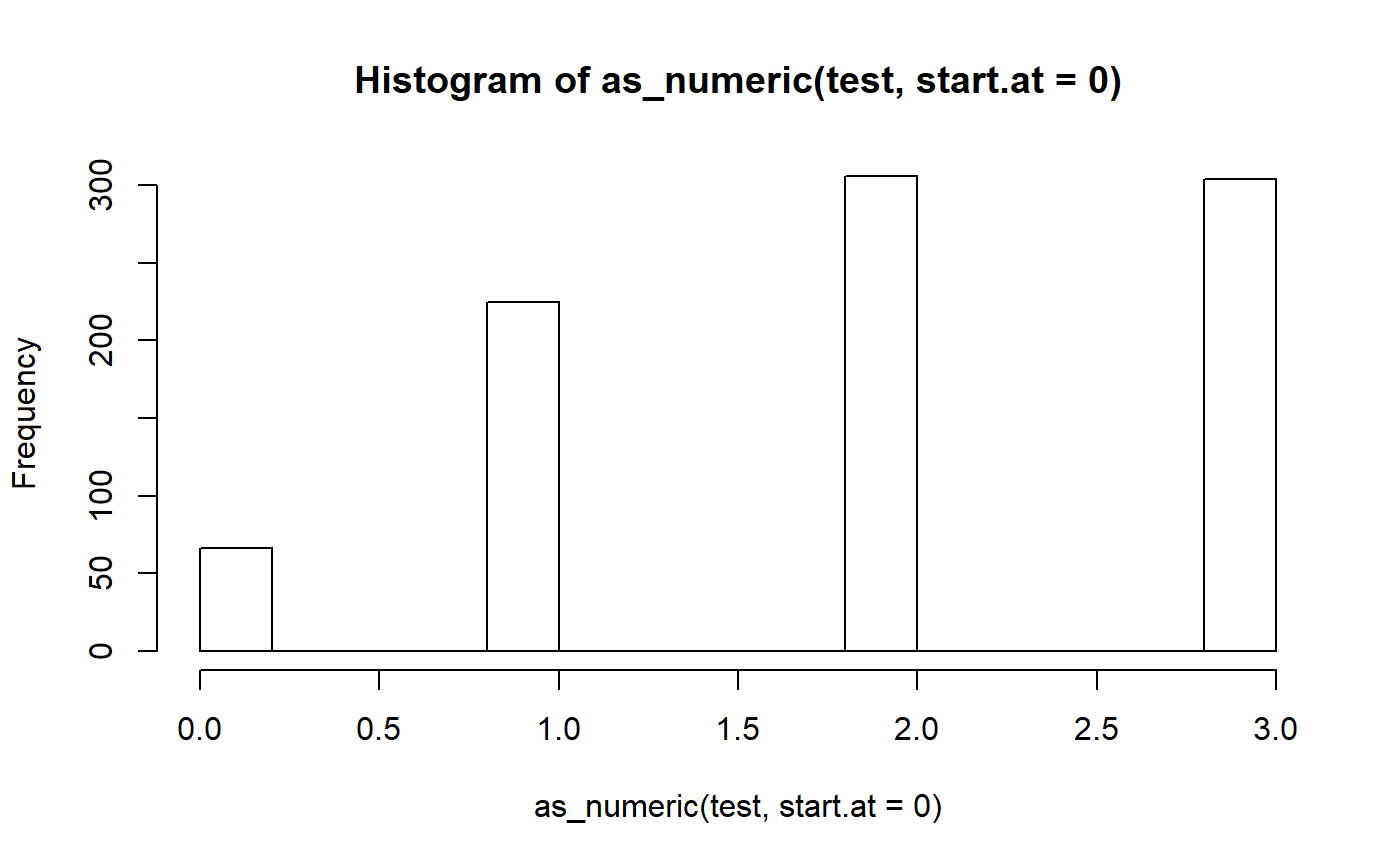 Histogram of as_numeric(test, start.at = 0)
Frequency
300
200
100
50
0
0.0 0.5 1.0 1.5 2.0 2.5 3.0
as_numeric(test, start.at = 0)